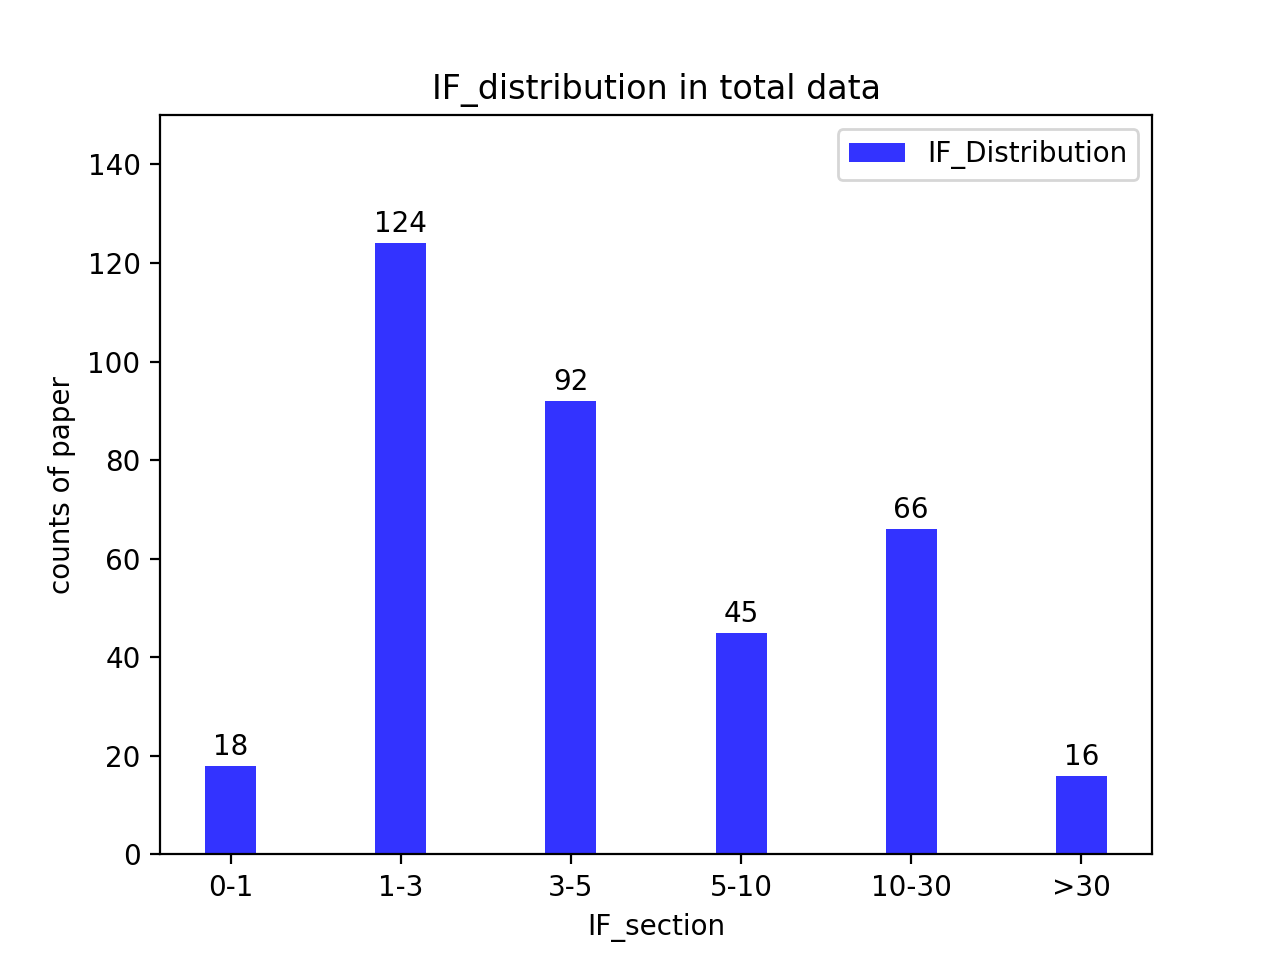 IF_distribution in total data
IF_Distribution
140
120
100
80
60
40
20
0
counts of paper
18
124
92
45
66
16
0-1 1-3 3-5 5-10 10-30 >30
IF_section